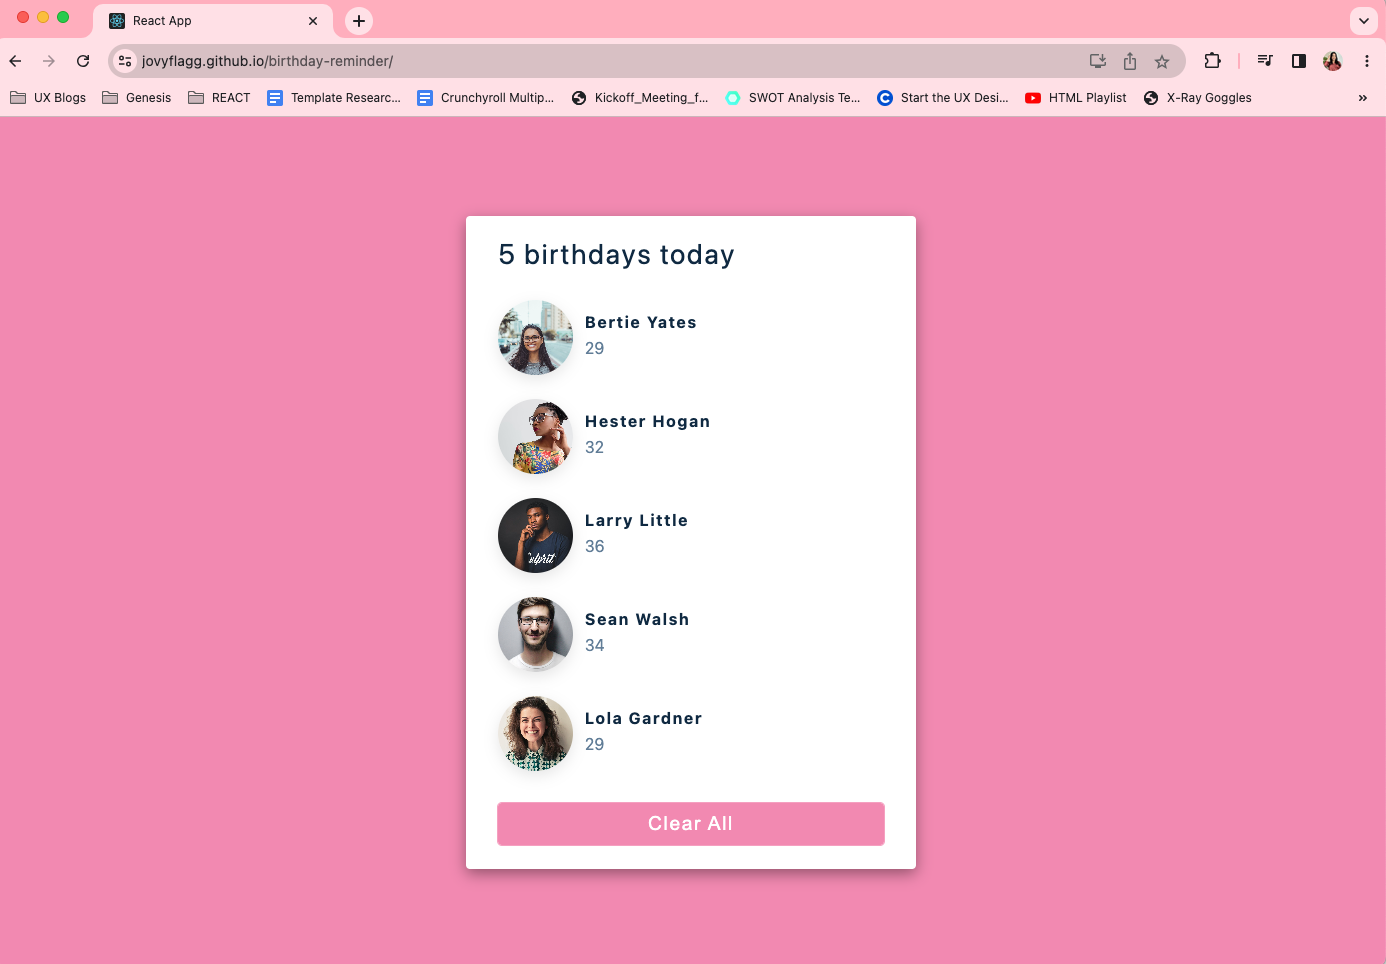 React App
jovyflagg.github.io/birthday-reminder/
UX Blogs
Genesis
REACT
Template Researc...
Crunchyroll Multip...
Kickoff_Meeting_f...
SWOT Analysis Te...
Start the UX Desi...
HTML Playlist
X-Ray Goggles
5 birthdays today
Bertie Yates
29
Hester Hogan
32
Larry Little
36
Sean Walsh
34
Lola Gardner
29
Clear All